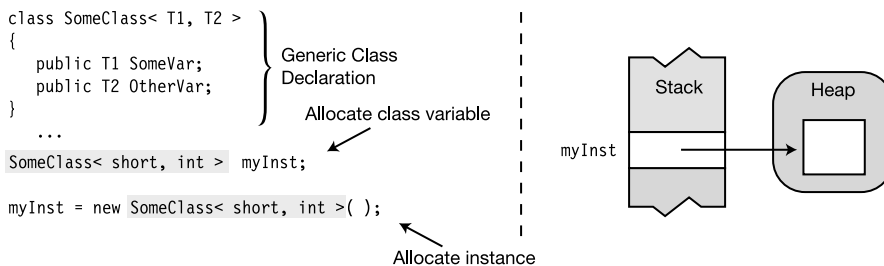 class SomeClass< T1, T2 >
{
public T1 SomeVar;
public T2 OtherVar;
}
...
Generic Class
Declaration
Allocate class variable
SomeClass< short, int > myInst;
myInst = new SomeClass< short, int >( );
Allocate instance
Stack
Heap
myInst